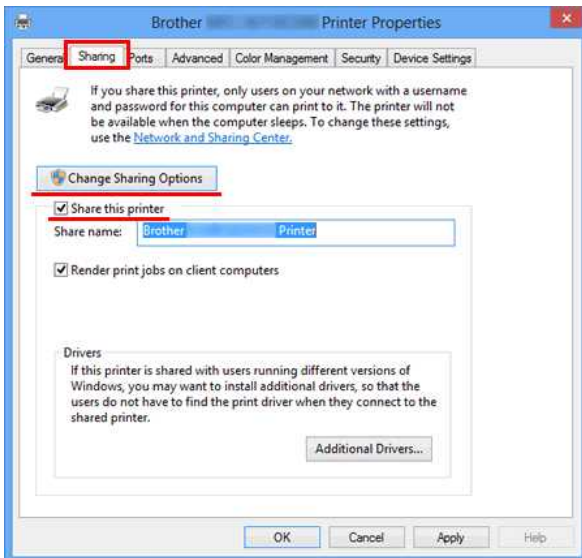 Brother Printer Properties
General Sharing Ports Advanced Color Management Security Device Settings
If you share this printer, only users on your network with a username
and password for this computer can print to it. The printer will not
be available when the computer sleeps. To change these settings,
use the Network and Sharing Center.
Change Sharing Options
Share this printer
Share name: Brother Printer
Render print jobs on client computers
Drivers
If this printer is shared with users running different versions of
Windows, you may want to install additional drivers, so that the
users do not have to find the print driver when they connect to the
shared printer.
Additional Drivers...
OK Cancel Apply Help